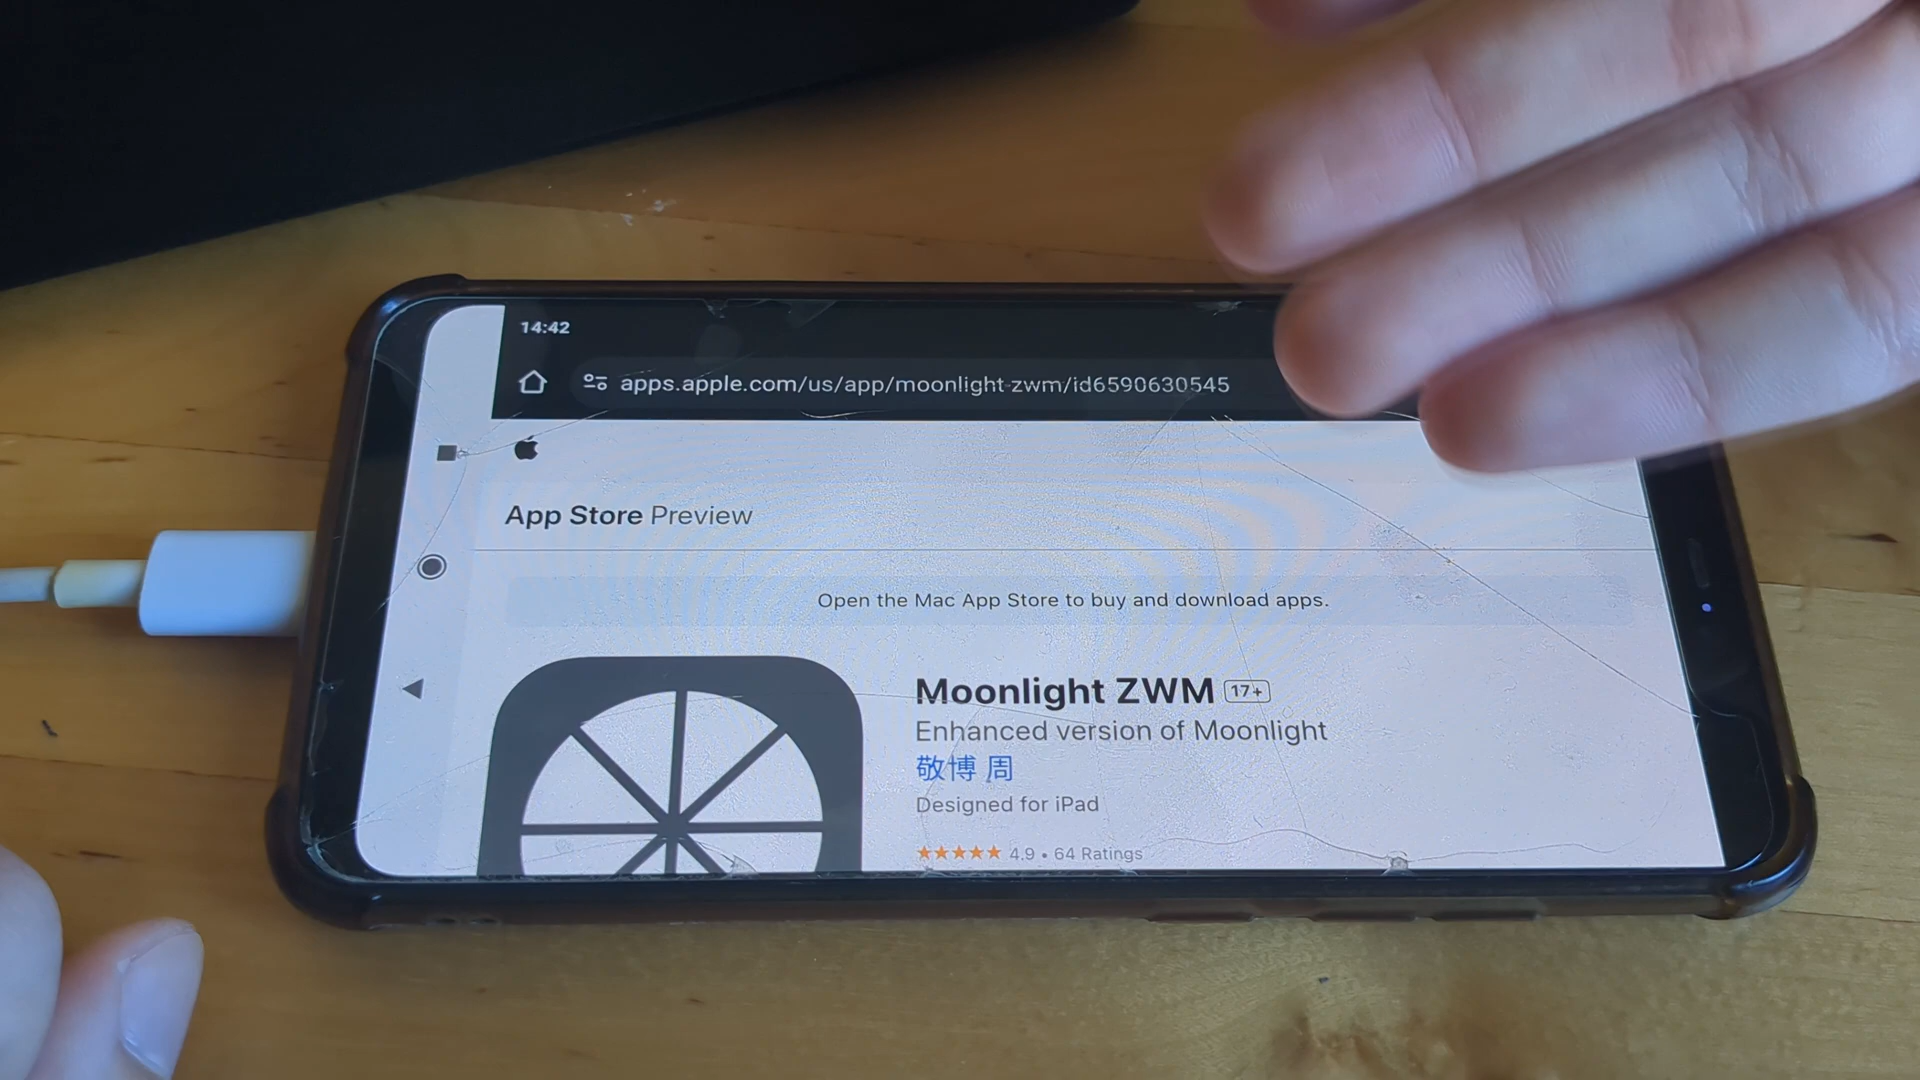 14:42
apps.apple.com/us/app/moonlight-zwm/id6590630545
App Store Preview
Open the Mac App Store to buy and download apps.
Moonlight ZWM 17+
Enhanced version of Moonlight
敬博 周
Designed for iPad
★★★★★ 4.9 • 64 Ratings